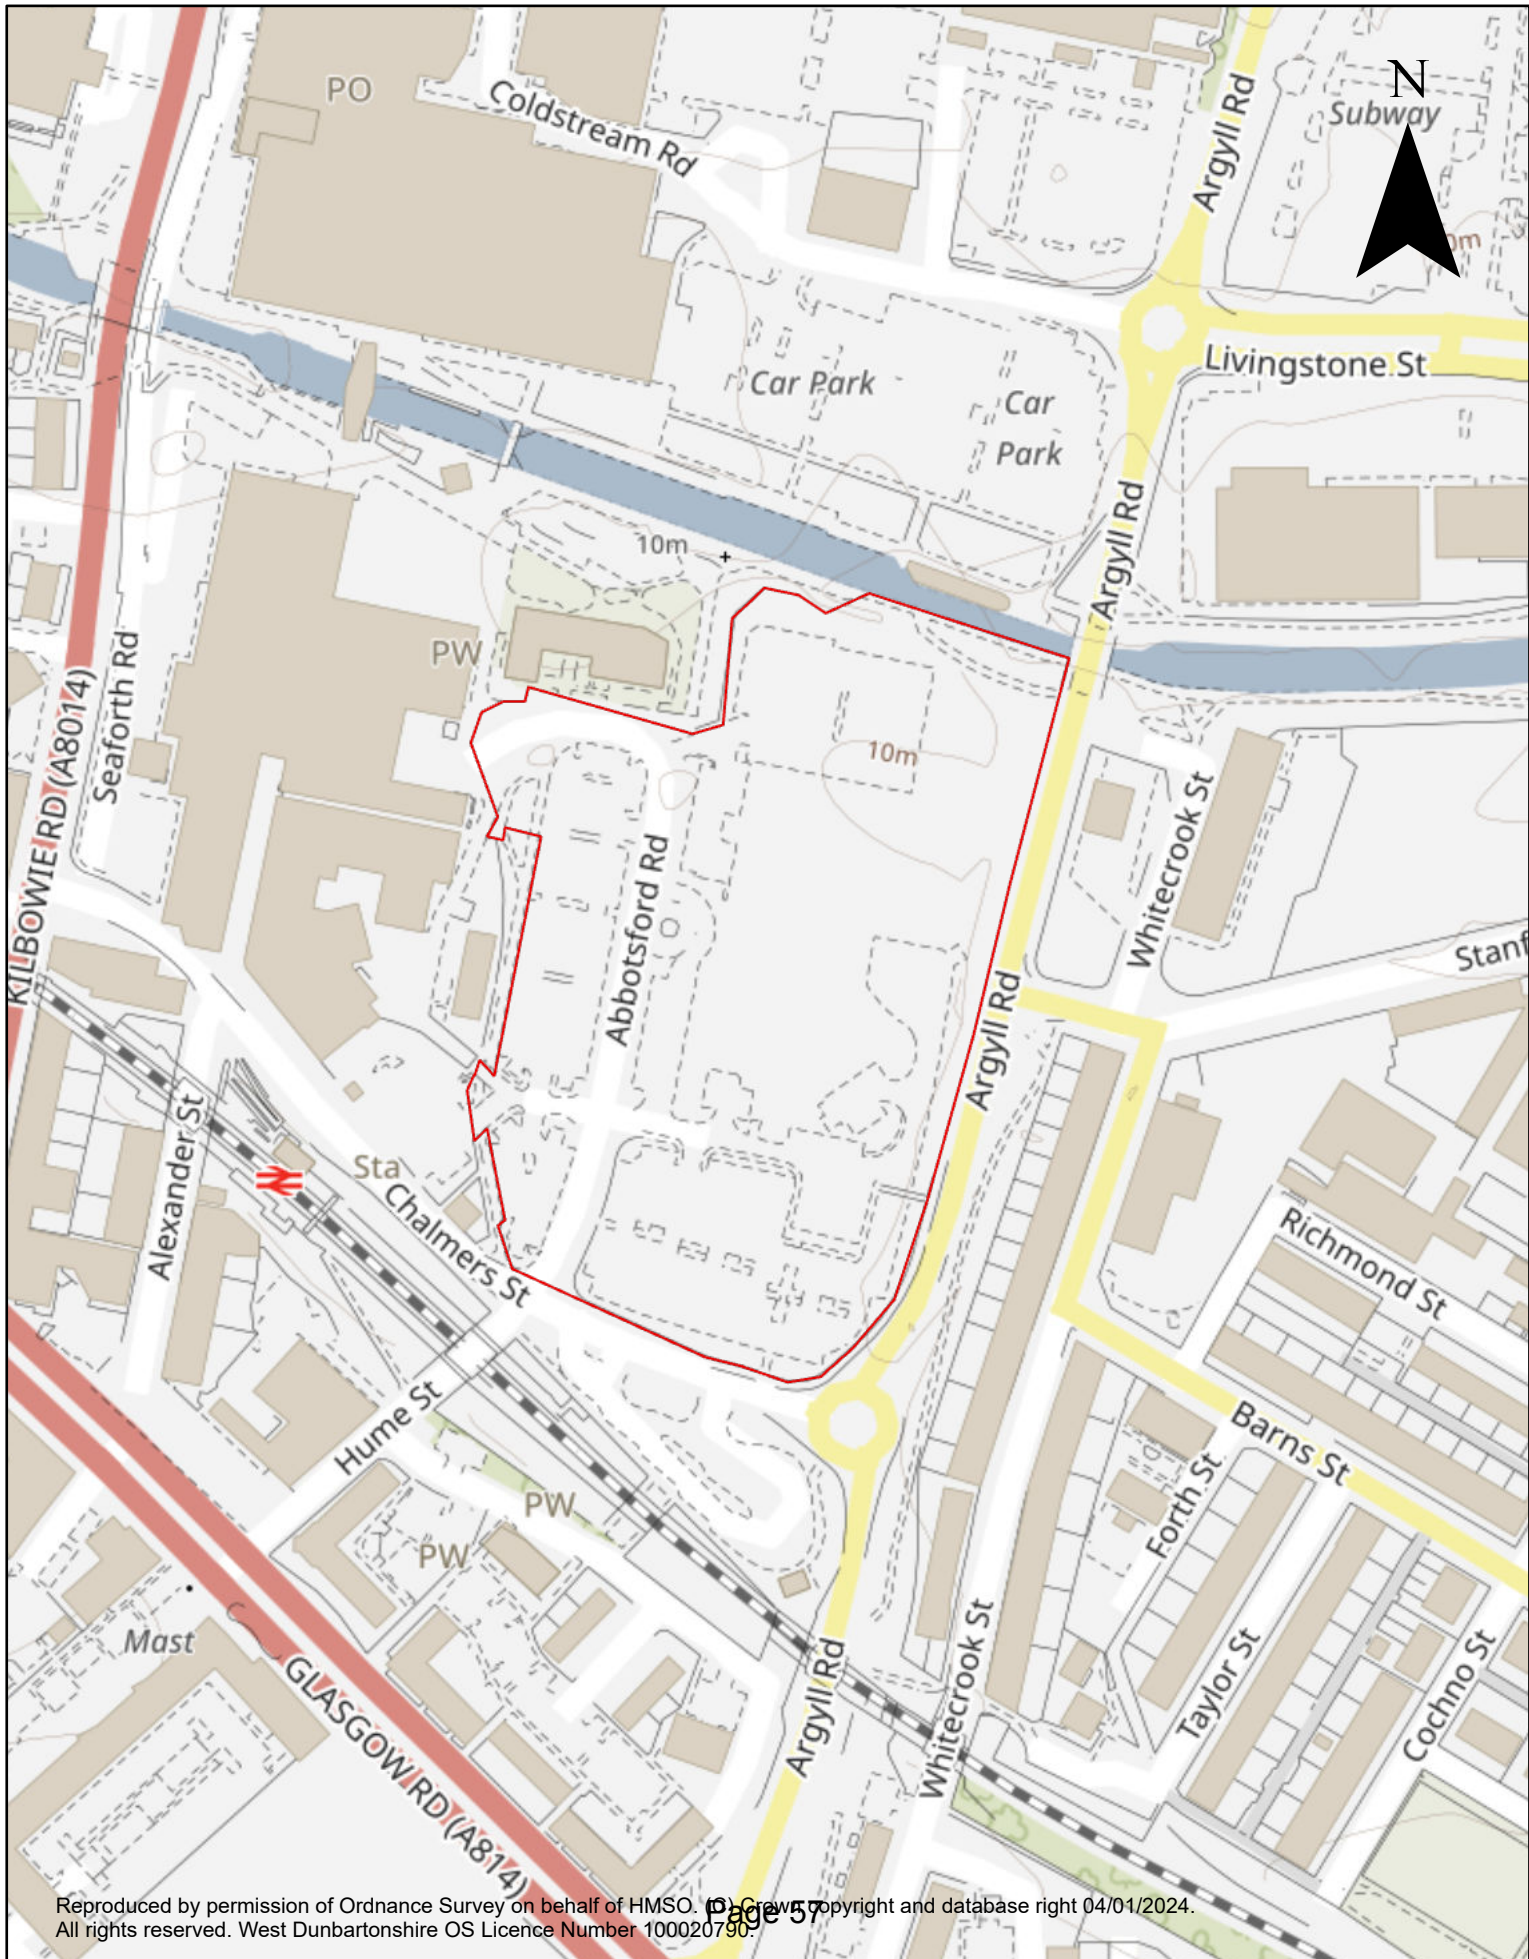 PO
Coldstream Rd
Argyll Rd
N
Subway
0m
Livingstone St
Car Park
Car
Park
Argyll Rd
10m
PW
Seaforth Rd
KILBOWIE RD (A8014)
10m
Whitecrook St
Abbotsford Rd
Stanf
Argyll Rd
Alexander St
Sta
Chalmers St
Richmond St
Hume St
Barns St
Forth St
PW
PW
Mast
GLASGOW RD (A814)
Argyll Rd
Whitecrook St
Taylor St
Cochno St
Reproduced by permission of Ordnance Survey on behalf of HMSO. (C) Crown copyright and database right 04/01/2024.
Page 57
All rights reserved. West Dunbartonshire OS Licence Number 100020790.